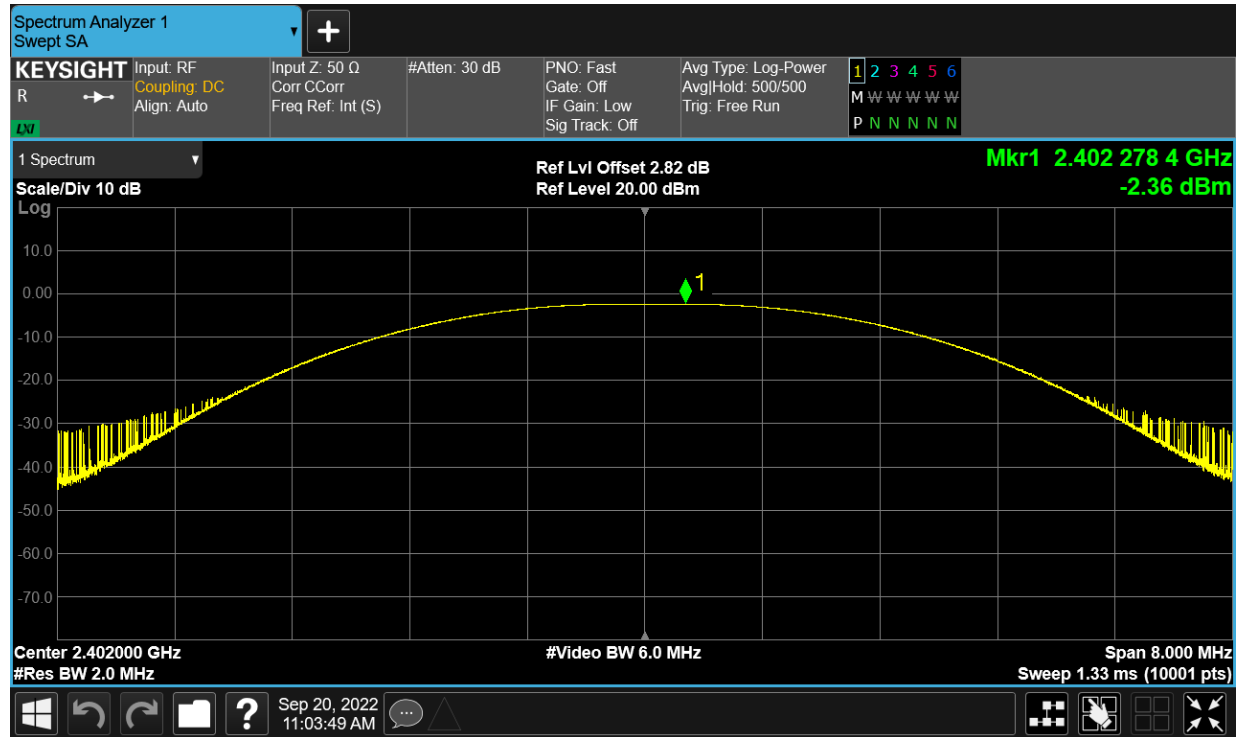 Spectrum Analyzer 1
Swept SA
▼
+
KEYSIGHT
R
LXI
Input: RF
Coupling: DC
Align: Auto
Input Z: 50 Ω
Corr CCorr
Freq Ref: Int (S)
#Atten: 30 dB
PNO: Fast
Gate: Off
IF Gain: Low
Sig Track: Off
Avg Type: Log-Power
Avg|Hold: 500/500
Trig: Free Run
1 2 3 4 5 6
M W W W W W
P N N N N N
1 Spectrum ▼
Scale/Div 10 dB
Ref Lvl Offset 2.82 dB
Ref Level 20.00 dBm
Mkr1 2.402 278 4 GHz
-2.36 dBm
Log
10.0
0.00
-10.0
-20.0
-30.0
-40.0
-50.0
-60.0
-70.0
1
Center 2.402000 GHz
#Res BW 2.0 MHz
#Video BW 6.0 MHz
Span 8.000 MHz
Sweep 1.33 ms (10001 pts)
?
Sep 20, 2022
11:03:49 AM